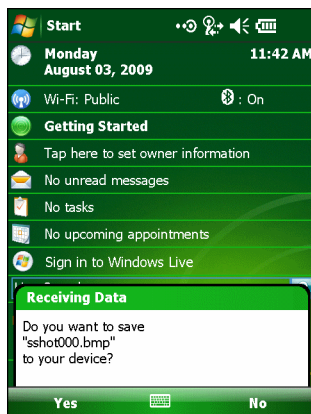 Start
Monday 11:42 AM
August 03, 2009
Wi-Fi: Public : On
Getting Started
Tap here to set owner information
No unread messages
No tasks
No upcoming appointments
Sign in to Windows Live
Receiving Data
Do you want to save
"sshot000.bmp"
to your device?
Yes No